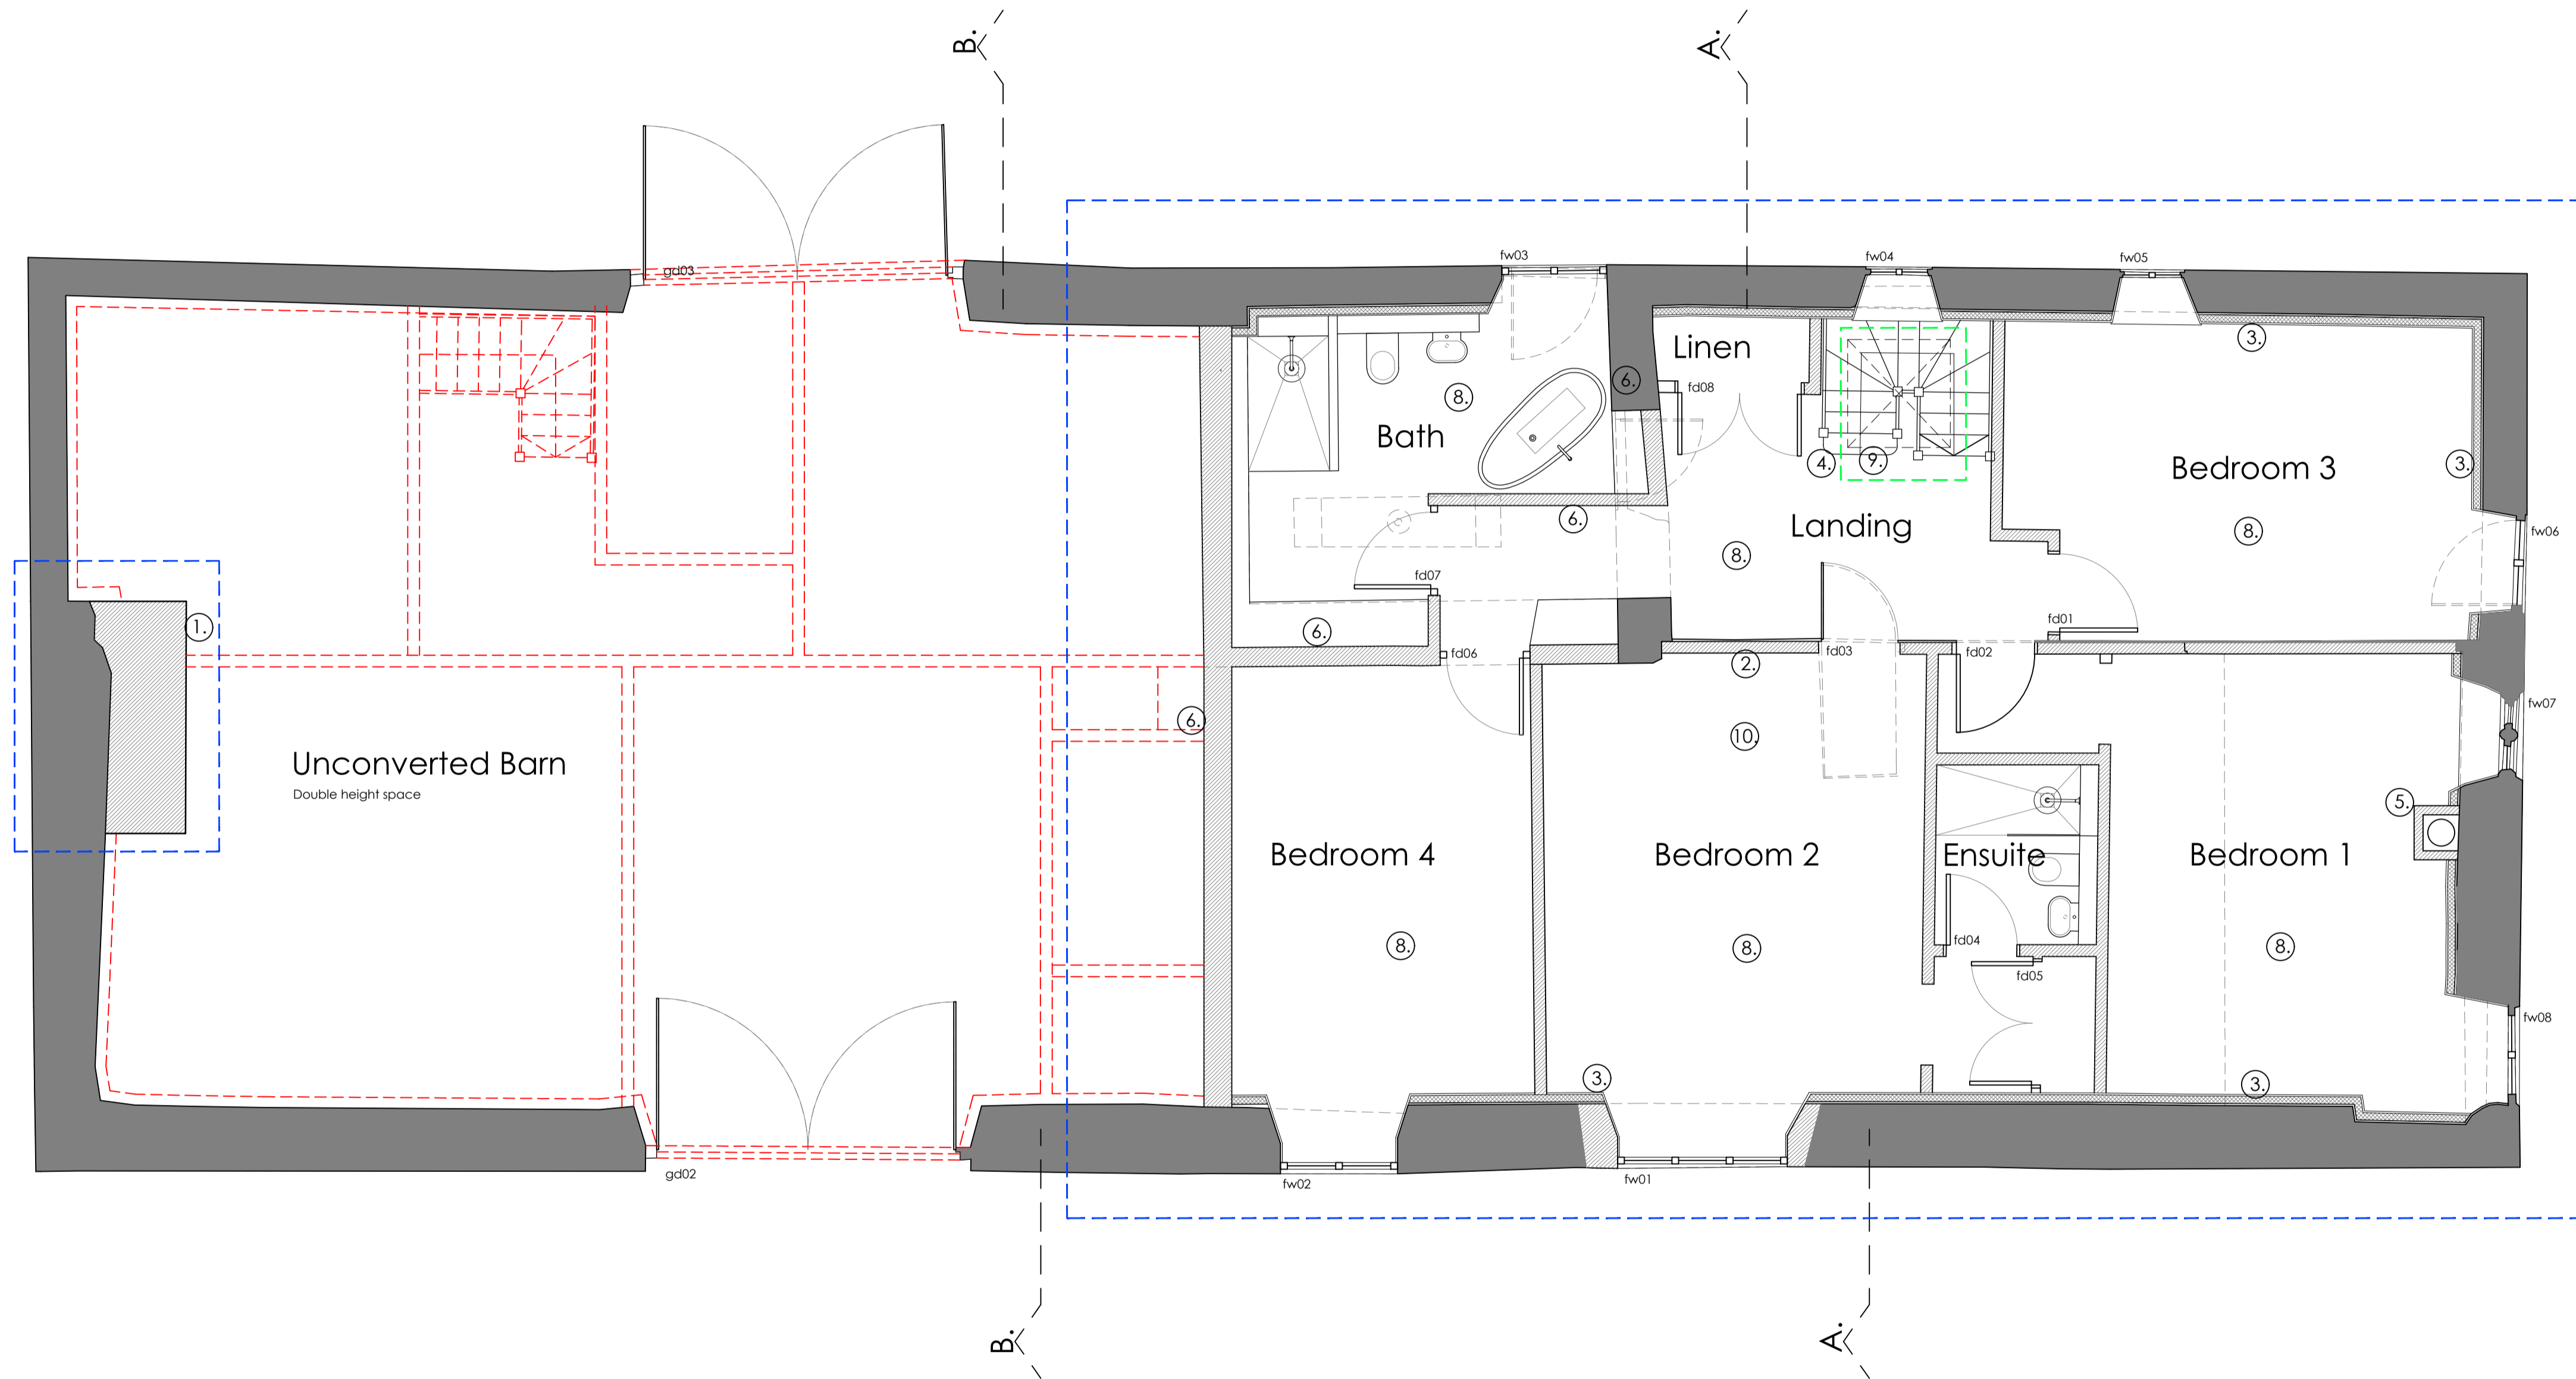 B.
A.
fw03
fw04
fw05
gd03
3.
Linen
6.
fd08
8.
Bath
4.
9.
3.
Bedroom 3
6.
Landing
8.
fw06
8.
fd07
1.
6.
fd01
fd06
2.
fd03
fd02
fw07
6.
10.
Unconverted Barn
Double height space
5.
Bedroom 4
Bedroom 2
Ensuite
Bedroom 1
8.
8.
fd04
8.
fd05
fw08
3.
3.
gd02
fw02
fw01
B.
A.